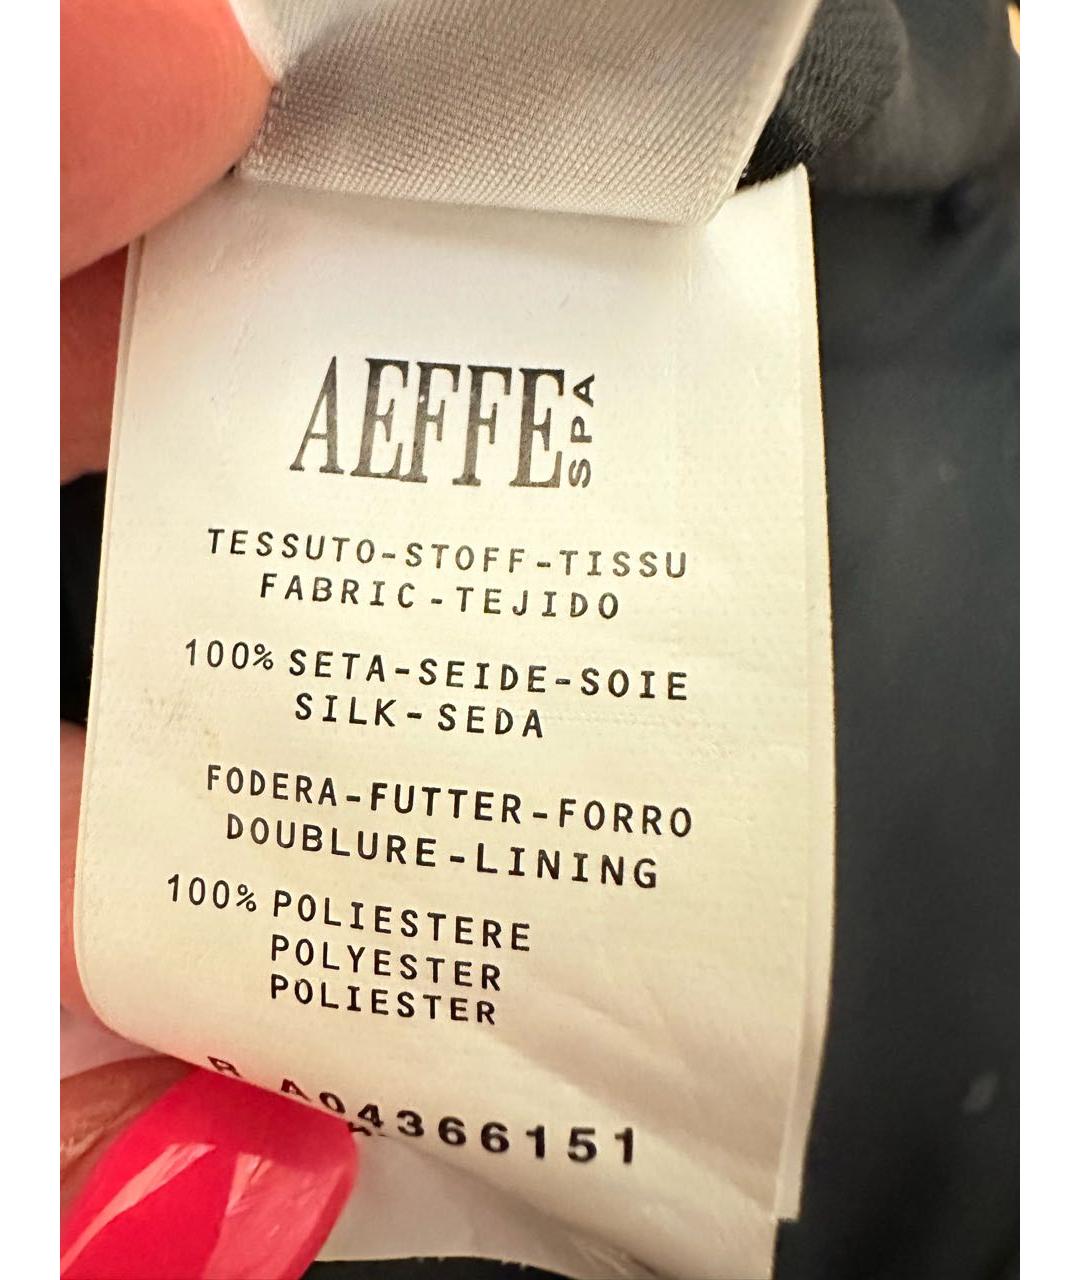 AEFFE SPA
TESSUTO-STOFF-TISSU
FABRIC-TEJIDO
100% SETA-SEIDE-SOIE
SILK-SEDA
FODERA-FUTTER-FORRO
DOUBLURE-LINING
100% POLIESTERE
POLYESTER
POLIESTER
A04366151